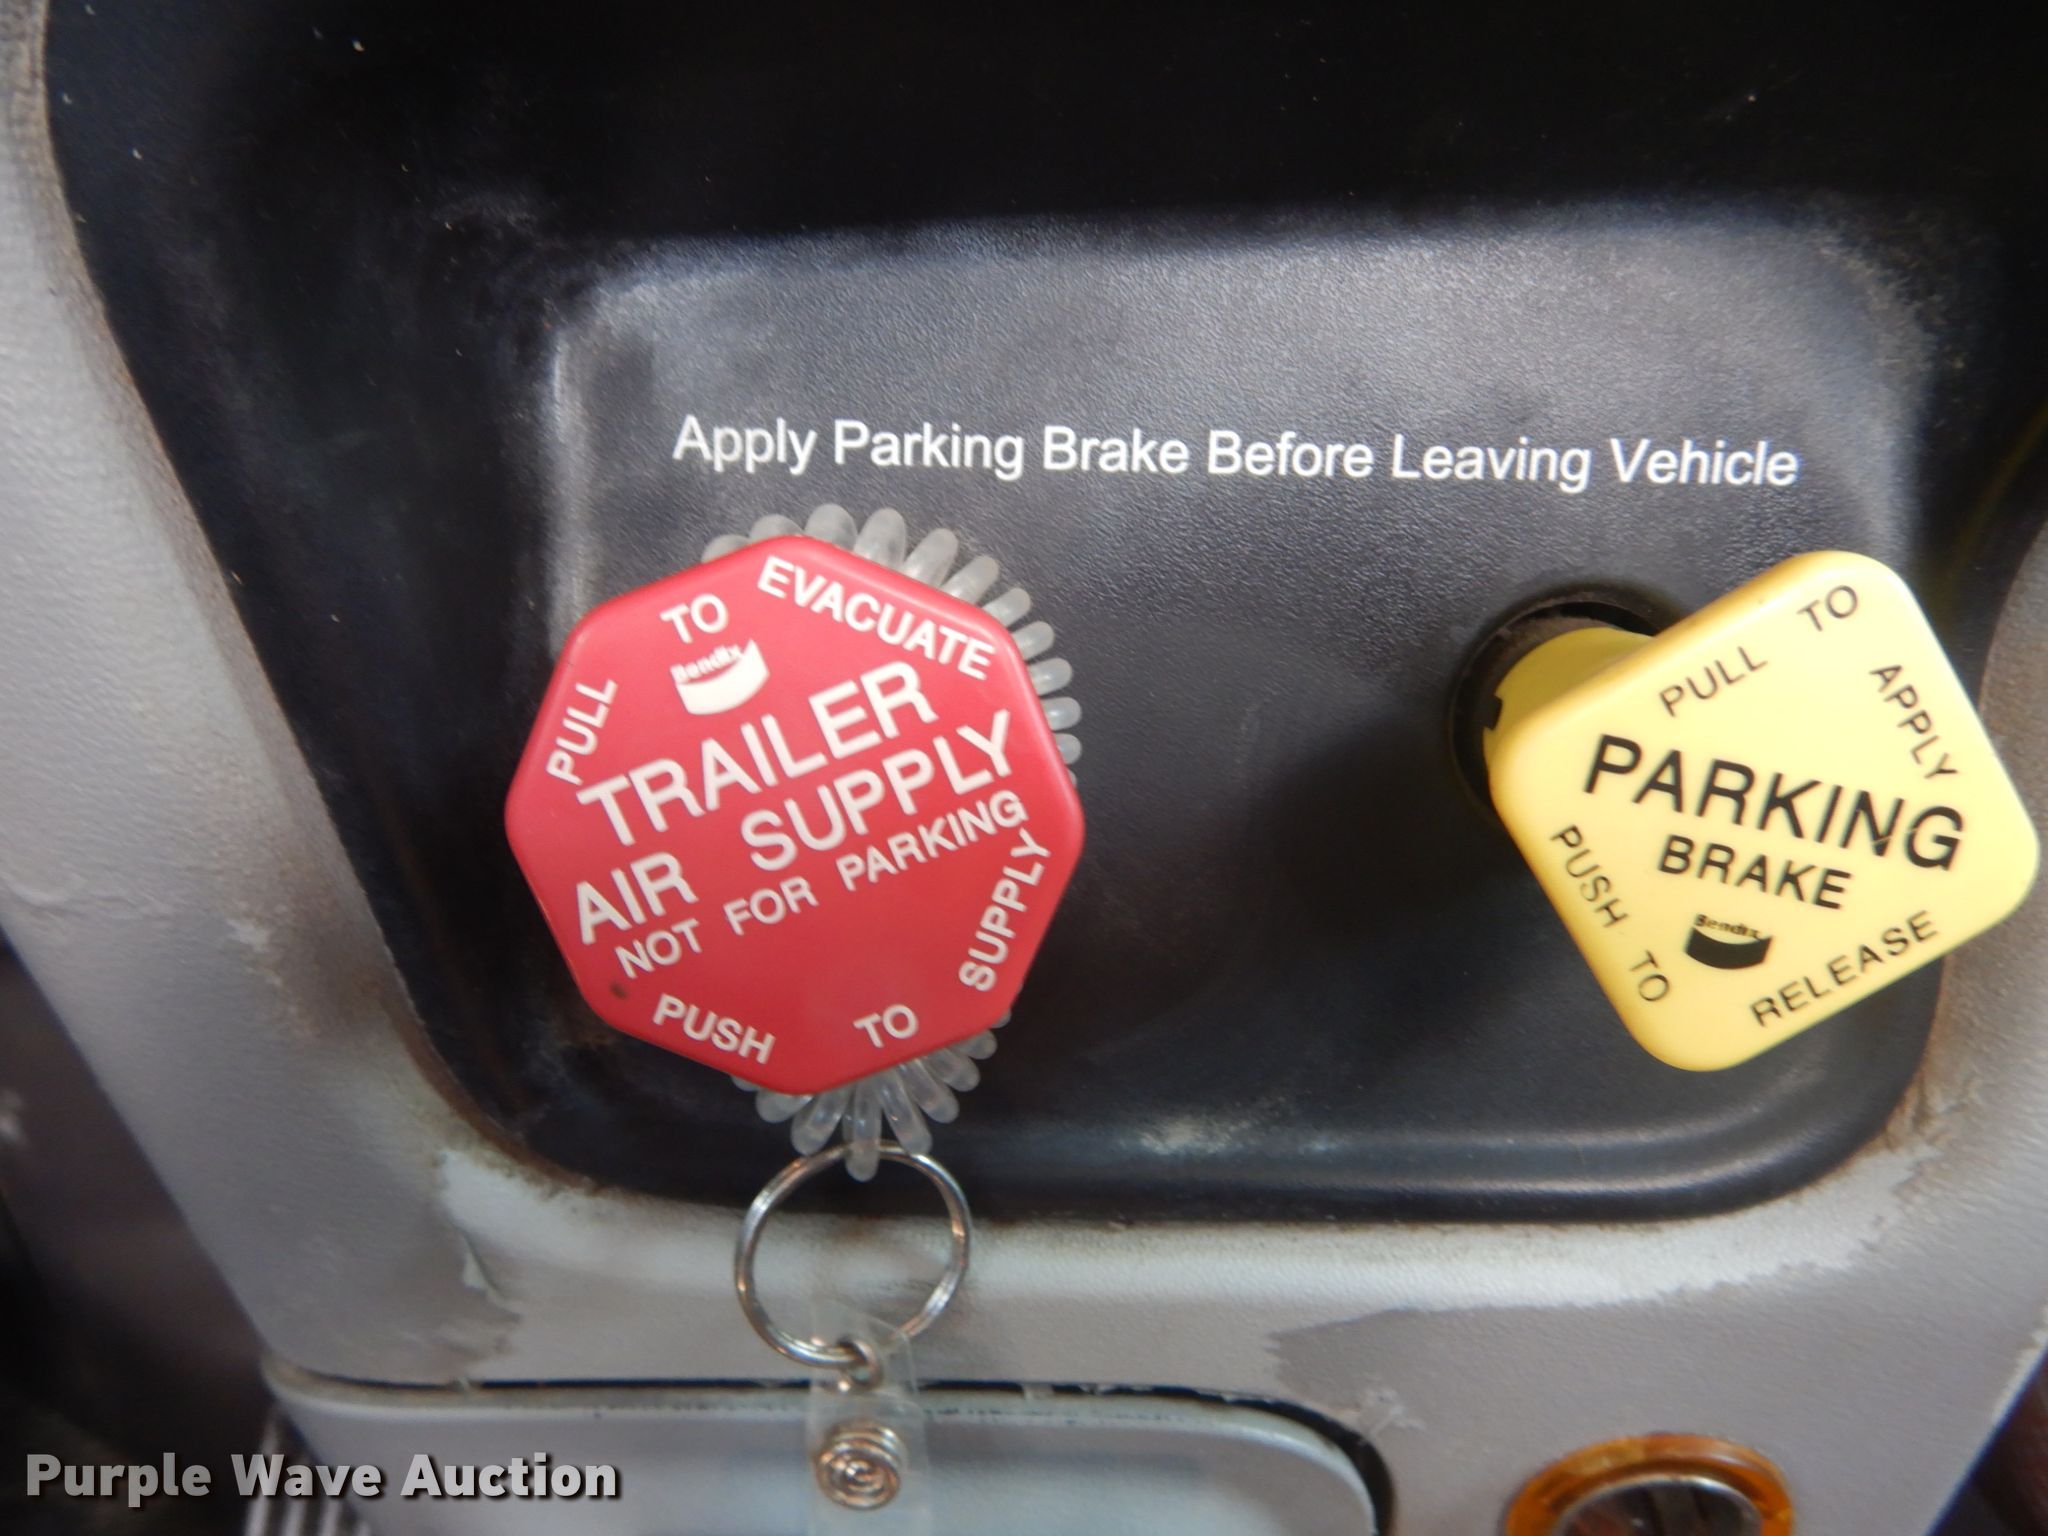 Apply Parking Brake Before Leaving Vehicle
PULL TO EVACUATE
Bendix
TRAILER
AIR SUPPLY
NOT FOR PARKING
PUSH TO SUPPLY
PULL TO APPLY
PARKING
BRAKE
Bendix
PUSH TO RELEASE
Purple Wave Auction